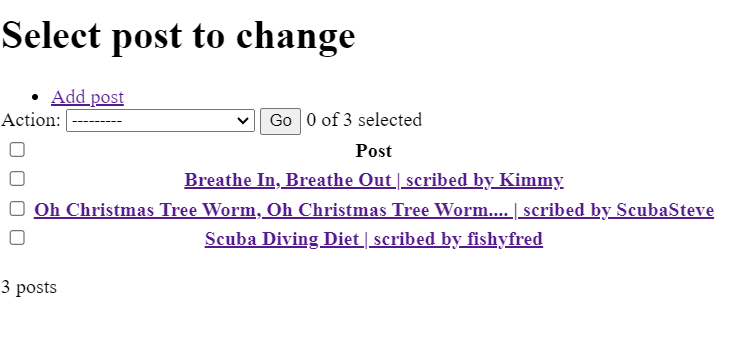 Select post to change
Add post
Action: --------- Go 0 of 3 selected
Post
Breathe In, Breathe Out | scribed by Kimmy
Oh Christmas Tree Worm, Oh Christmas Tree Worm.... | scribed by ScubaSteve
Scuba Diving Diet | scribed by fishyfred
3 posts